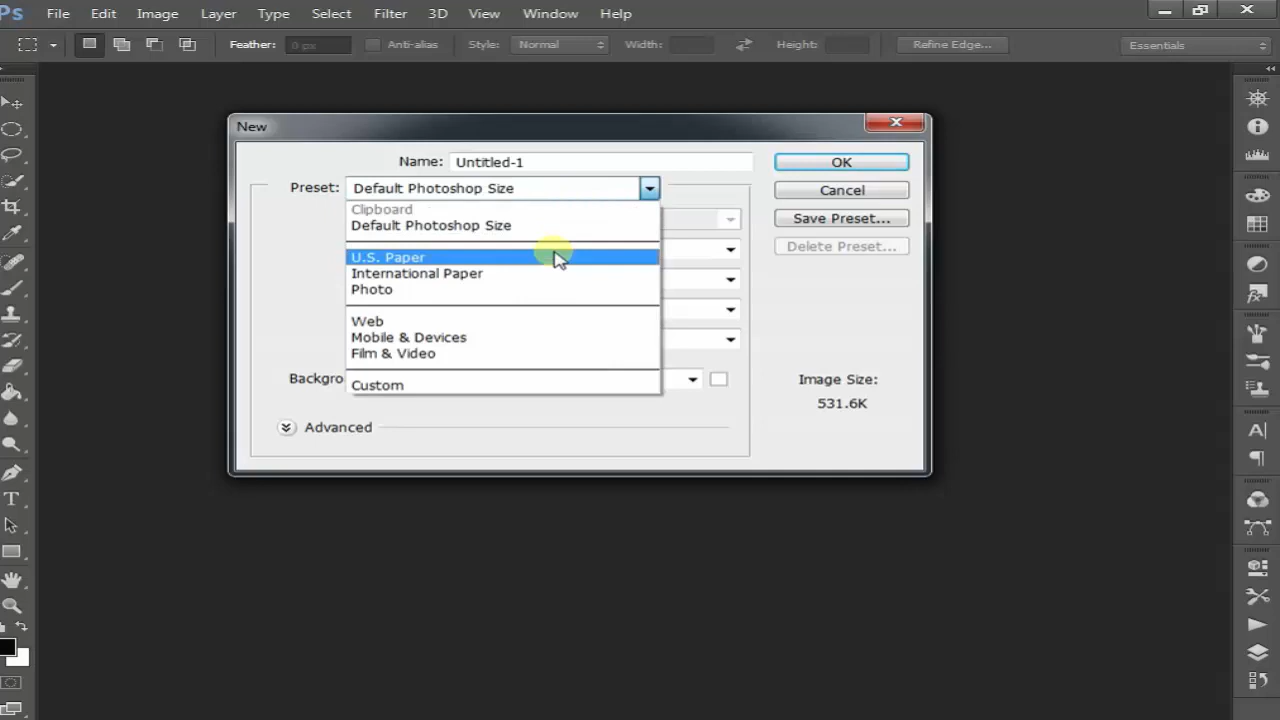 Ps File Edit Image Layer Type Select Filter 3D View Window Help
Feather: 0 px Anti-alias Style: Normal Width: Height: Refine Edge... Essentials
New
Name: Untitled-1 OK
Preset: Default Photoshop Size Cancel
Clipboard
Default Photoshop Size Save Preset...
Delete Preset...
U.S. Paper
International Paper
Photo
Web
Mobile & Devices
Film & Video
Backgro Image Size:
Custom
531.6K
Advanced